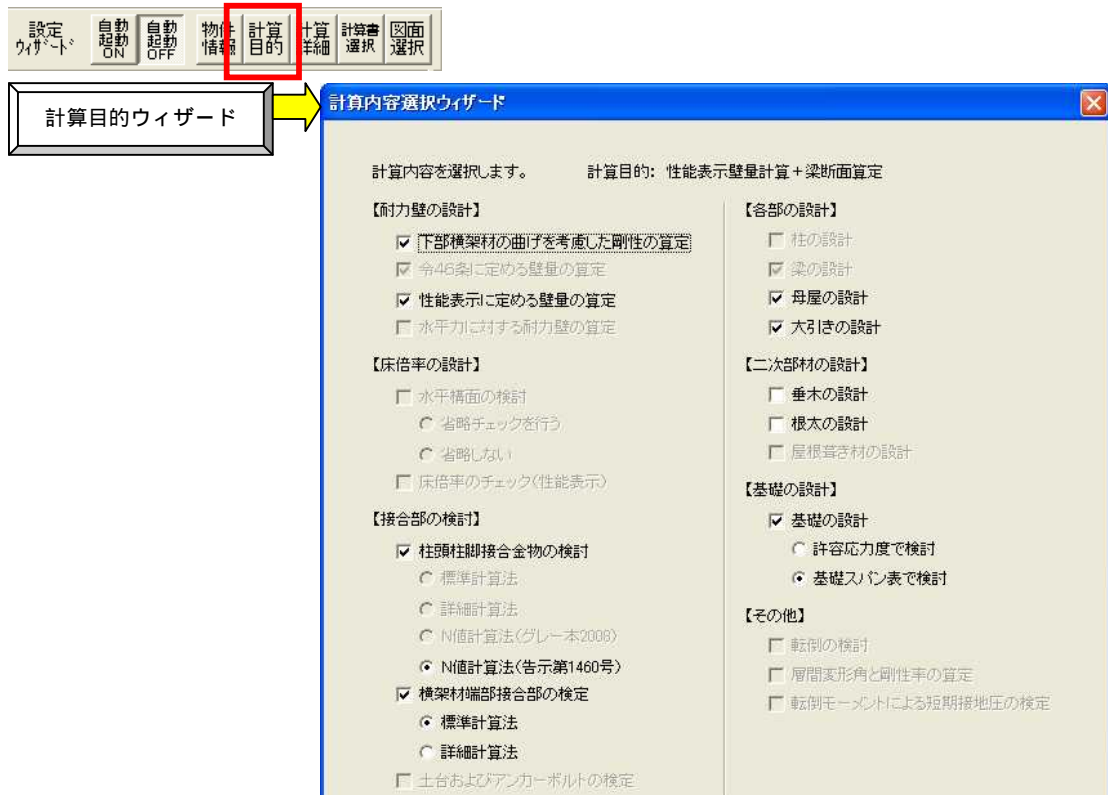 設定
ウィザード
自動
起動
ON
自動
起動
OFF
物件
情報
計算
目的
計算
詳細
計算書
選択
図面
選択
計算目的ウィザード
計算内容選択ウィザード
計算内容を選択します。 計算目的: 性能表示壁量計算+梁断面算定
【耐力壁の設計】
下部横架材の曲げを考慮した剛性の算定
令46条に定める壁量の算定
性能表示に定める壁量の算定
水平力に対する耐力壁の算定
【床倍率の設計】
水平構面の検討
省略チェックを行う
省略しない
床倍率のチェック(性能表示)
【接合部の検討】
柱頭柱脚接合金物の検討
標準計算法
詳細計算法
N値計算法(グレー本2008)
N値計算法(告示第1460号)
横架材端部接合部の検定
標準計算法
詳細計算法
土台およびアンカーボルトの検定
【各部の設計】
柱の設計
梁の設計
母屋の設計
大引きの設計
【二次部材の設計】
垂木の設計
根太の設計
屋根葺き材の設計
【基礎の設計】
基礎の設計
許容応力度で検討
基礎スパン表で検討
【その他】
転倒の検討
層間変形角と剛性率の算定
転倒モーメントによる短期接地圧の検定